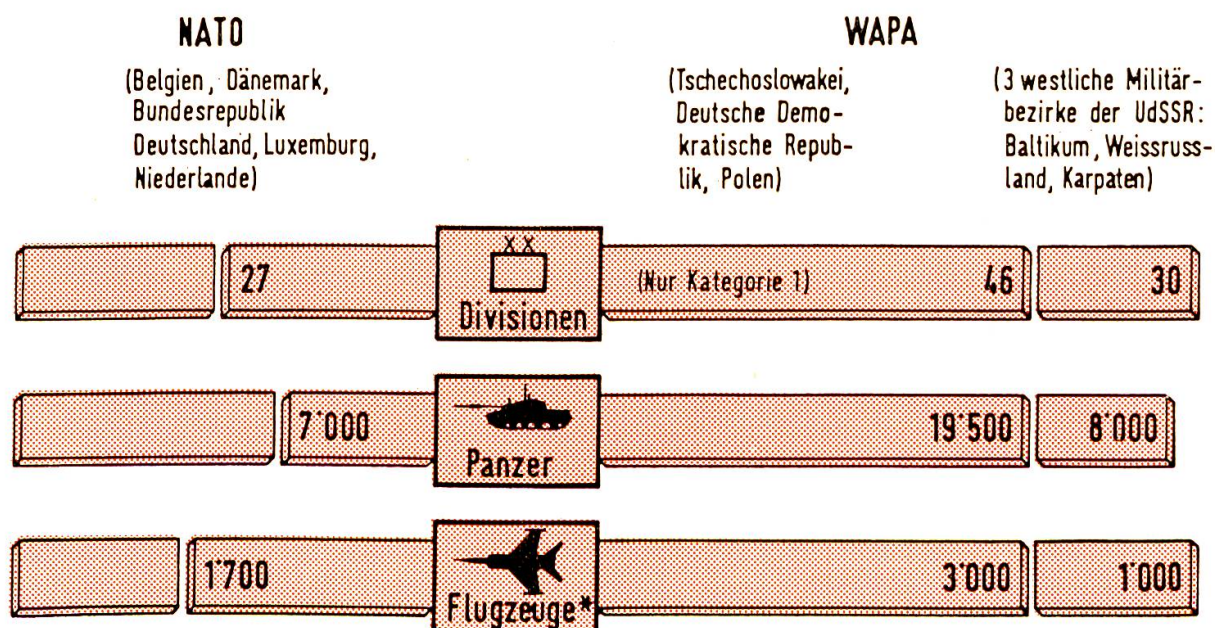 NATO
(Belgien, Dänemark,
Bundesrepublik
Deutschland, Luxemburg,
Niederlande)
WAPA
(Tschechoslowakei,
Deutsche Demo-
kratische Repub-
lik, Polen)
(3 westliche Militär-
bezirke der UdSSR:
Baltikum, Weissruss-
land, Karpaten)
27
XX
Divisionen
(Nur Kategorie 1)
46
30
7'000
Panzer
19'500
8'000
1'700
Flugzeuge*
3'000
1'000